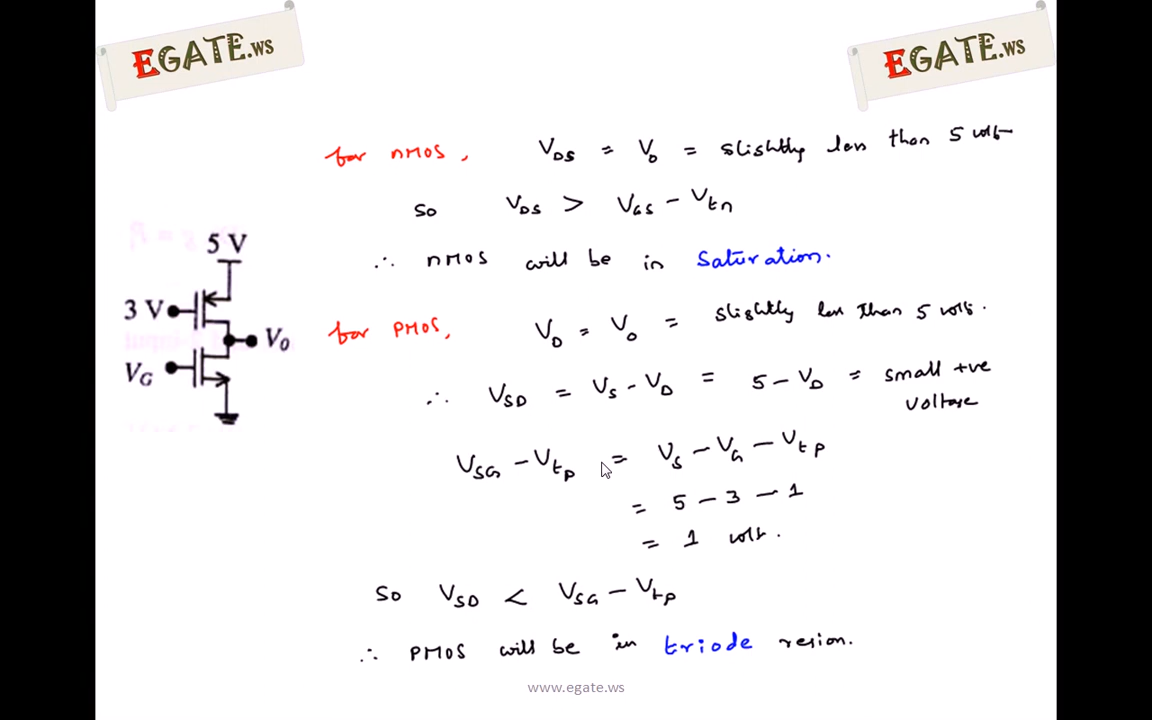 EGATE.ws
EGATE.ws
for nMOS, VDS = V0 = slightly less than 5 volt
So VDS > VGS - Vtn
∴ nMOS will be in saturation.
5 V
3 V
V0
VG
for PMOS, VD = V0 = slightly less than 5 volts.
∴ VSD = VS - VD = 5 - VD = small +ve
voltage
VSG - Vtp = VS - VG - Vtp
= 5 - 3 - 1
= 1 volt.
So VSD < VSG - Vtp
∴ PMOS will be in triode region.
www.egate.ws